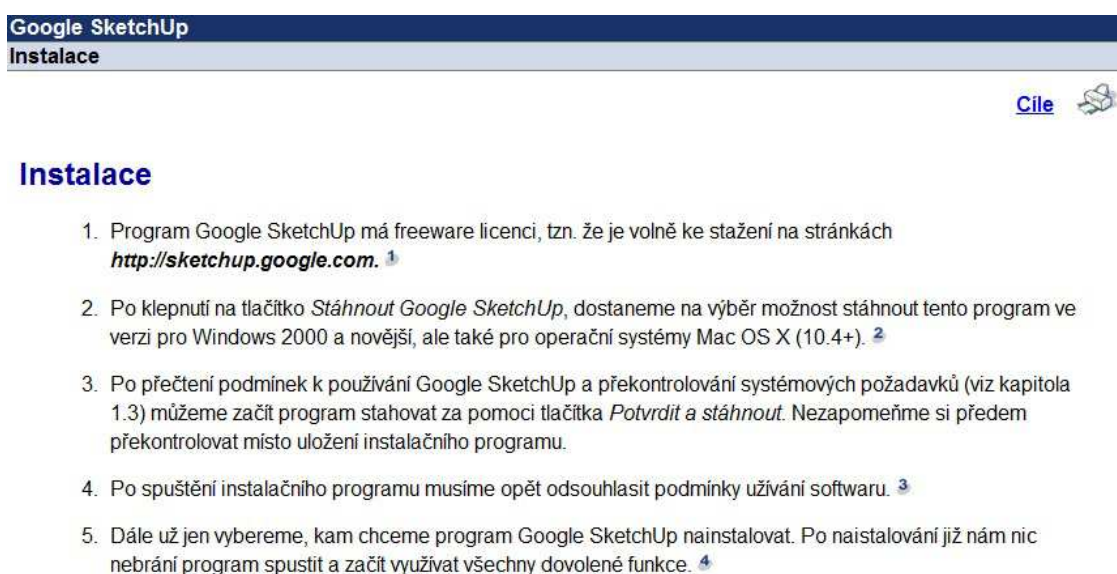 Google SketchUp
Instalace
Cíle
Instalace
1. Program Google SketchUp má freeware licenci, tzn. že je volně ke stažení na stránkách
http://sketchup.google.com. 1
2. Po klepnutí na tlačítko Stáhnout Google SketchUp, dostaneme na výběr možnost stáhnout tento program ve
verzi pro Windows 2000 a novější, ale také pro operační systémy Mac OS X (10.4+). 2
3. Po přečtení podmínek k používání Google SketchUp a překontrolování systémových požadavků (viz kapitola
1.3) můžeme začít program stahovat za pomoci tlačítka Potvrdit a stáhnout. Nezapomeňme si předem
překontrolovat místo uložení instalačního programu.
4. Po spuštění instalačního programu musíme opět odsouhlasit podmínky užívání softwaru. 3
5. Dále už jen vybereme, kam chceme program Google SketchUp nainstalovat. Po naistalování již nám nic
nebrání program spustit a začít využívat všechny dovolené funkce. 4